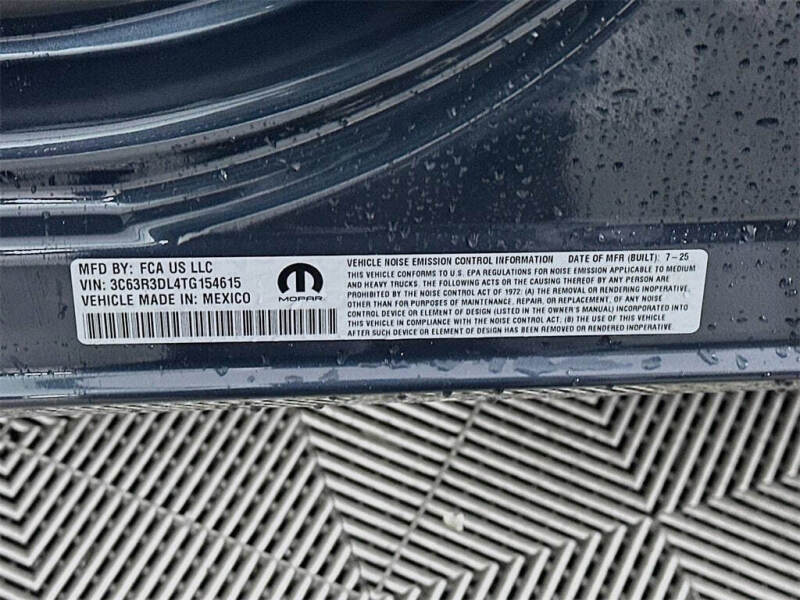 MFD BY: FCA US LLC
VIN: 3C63R3DL4TG154615
VEHICLE MADE IN: MEXICO
MOPAR
VEHICLE NOISE EMISSION CONTROL INFORMATION DATE OF MFR (BUILT): 7-25
THIS VEHICLE CONFORMS TO U.S. EPA REGULATIONS FOR NOISE EMISSION APPLICABLE TO MEDIUM
AND HEAVY TRUCKS. THE FOLLOWING ACTS OR THE CAUSING THEREOF BY ANY PERSON ARE
PROHIBITED BY THE NOISE CONTROL ACT OF 1972: (A) THE REMOVAL OR RENDERING INOPERATIVE
OTHER THAN FOR PURPOSES OF MAINTENANCE, REPAIR, OR REPLACEMENT, OF ANY NOISE
CONTROL DEVICE OR ELEMENT OF DESIGN (LISTED IN THE OWNER'S MANUAL) INCORPORATED INTO
THIS VEHICLE IN COMPLIANCE WITH THE NOISE CONTROL ACT; (B) THE USE OF THIS VEHICLE
AFTER SUCH DEVICE OR ELEMENT OF DESIGN HAS BEEN REMOVED OR RENDERED INOPERATIVE